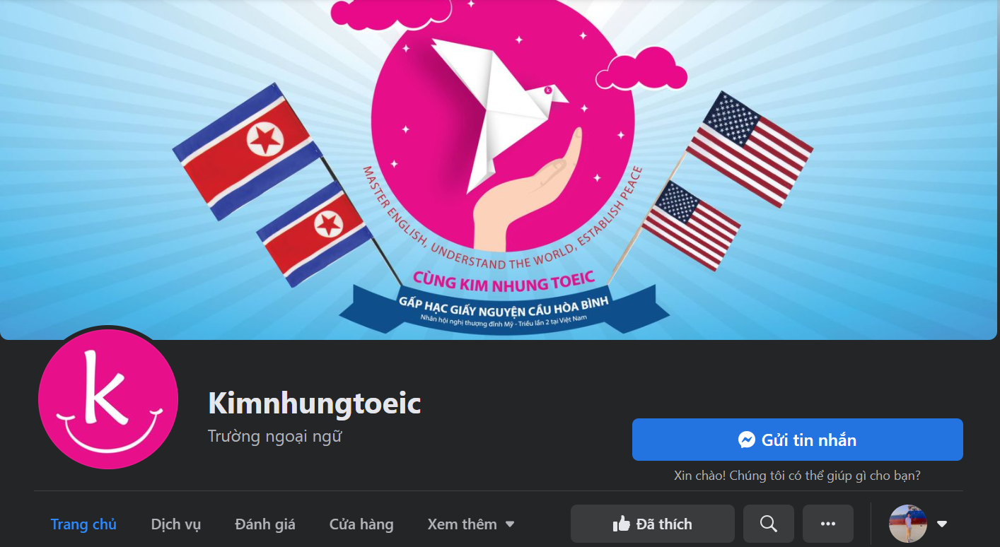 MASTER ENGLISH, UNDERSTAND THE WORLD, ESTABLISH PEACE
CÙNG KIM NHUNG TOEIC
GẤP HẠC GIẤY NGUYỆN CẦU HÒA BÌNH
Nhân hội nghị thượng đỉnh Mỹ - Triều lần 2 tại Việt Nam
k
k
Kimnhungtoeic
Trường ngoại ngữ
Gửi tin nhắn
Xin chào! Chúng tôi có thể giúp gì cho bạn?
Trang chủ Dịch vụ Đánh giá Cửa hàng Xem thêm Đã thích